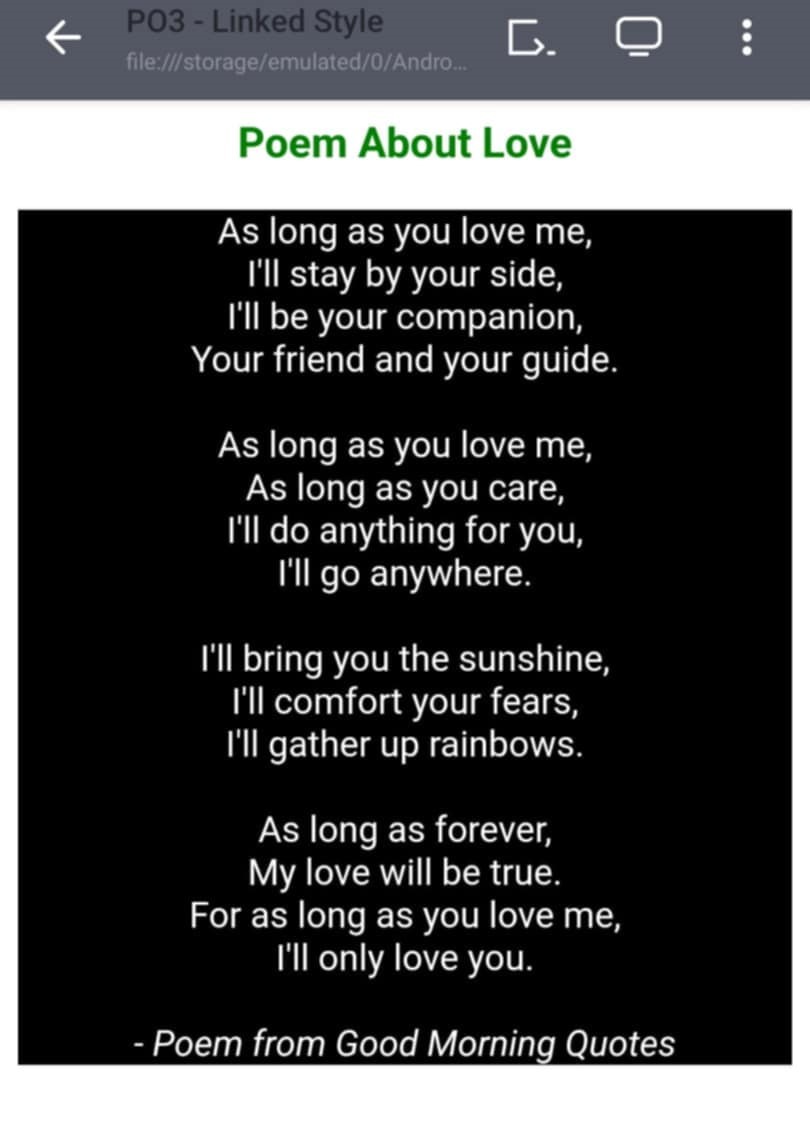 PO3 - Linked Style
file:///storage/emulated/0/Andro...
Poem About Love
As long as you love me,
I'll stay by your side,
I'll be your companion,
Your friend and your guide.
As long as you love me,
As long as you care,
I'll do anything for you,
I'll go anywhere.
I'll bring you the sunshine,
I'll comfort your fears,
I'll gather up rainbows.
As long as forever,
My love will be true.
For as long as you love me,
I'll only love you.
- Poem from Good Morning Quotes